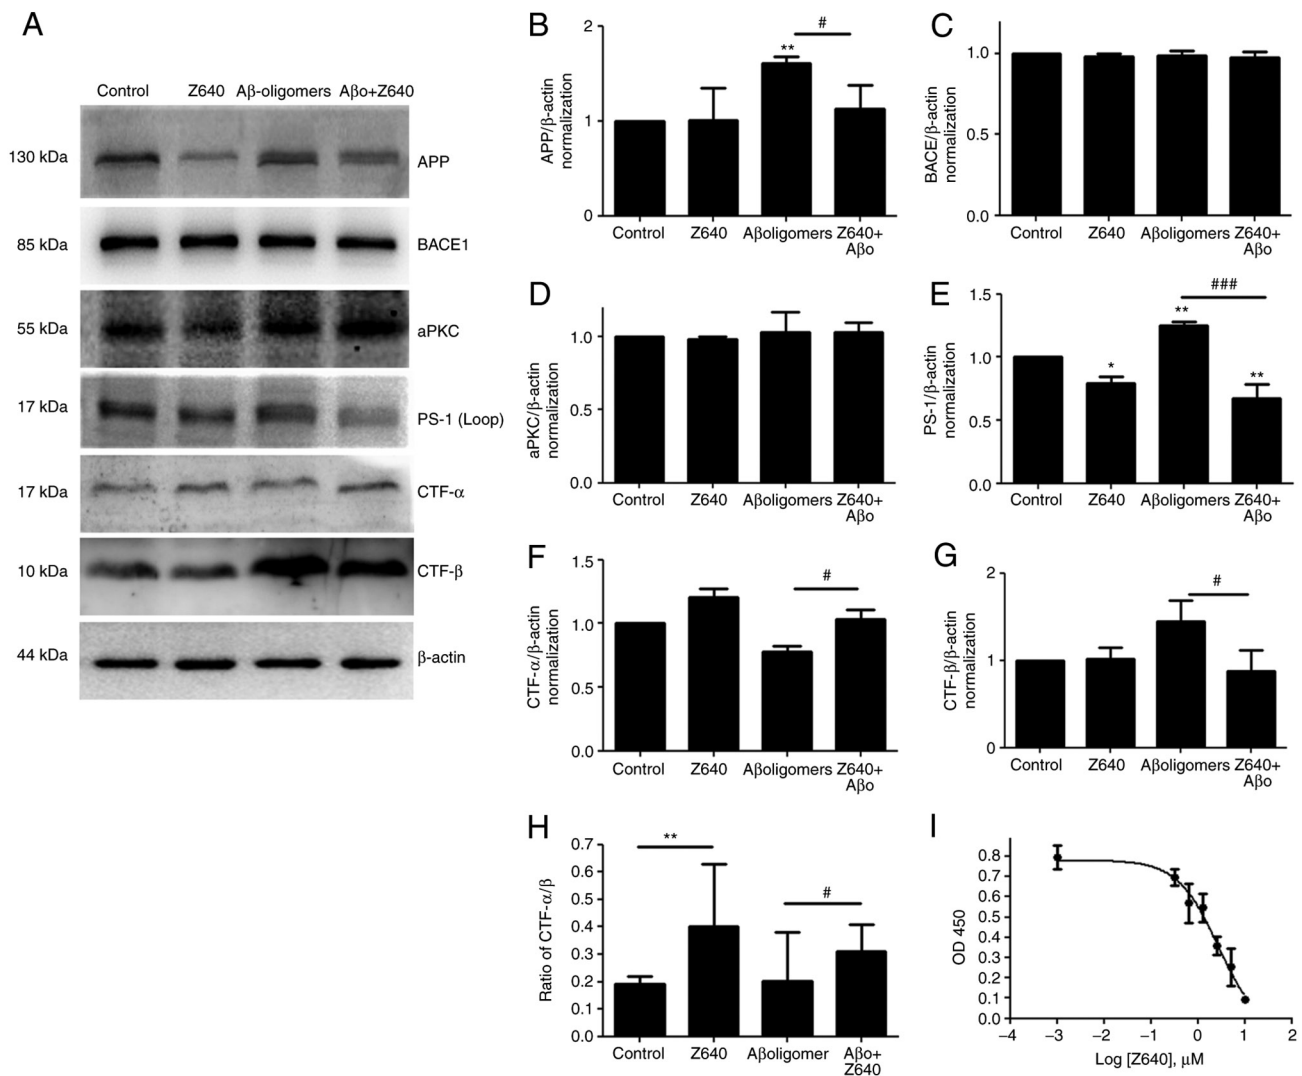 A
Control Z640 Aβ-oligomers Aβo+Z640
130 kDa APP
85 kDa BACE1
55 kDa aPKC
17 kDa PS-1 (Loop)
17 kDa CTF-α
10 kDa CTF-β
44 kDa β-actin
B
APP/β-actin
normalization
2
1
0
**
#
Control Z640 Aβoligomers Z640+
Aβo
C
BACE/β-actin
normalization
1.0
0.5
0.0
Control Z640 Aβoligomers Z640+
Aβo
D
aPKC/β-actin
normalization
1.0
0.5
0.0
Control Z640 Aβoligomers Z640+
Aβo
E
PS-1/β-actin
normalization
1.5
1.0
0.5
0.0
*
**
###
**
Control Z640 Aβoligomers Z640+
Aβo
F
CTF-α/β-actin
normalization
1.5
1.0
0.5
0.0
#
Control Z640 Aβoligomers Z640+
Aβo
G
CTF-β/β-actin
normalization
2
1
0
#
Control Z640 Aβoligomers Z640+
Aβo
H
Ratio of CTF-α/β
0.7
0.6
0.5
0.4
0.3
0.2
0.1
0.0
**
#
Control Z640 Aβoligomer Aβo+
Z640
I
OD 450
0.8
0.7
0.6
0.5
0.4
0.3
0.2
0.1
0.0
–4 –3 –2 –1 0 1 2
Log [Z640], μM